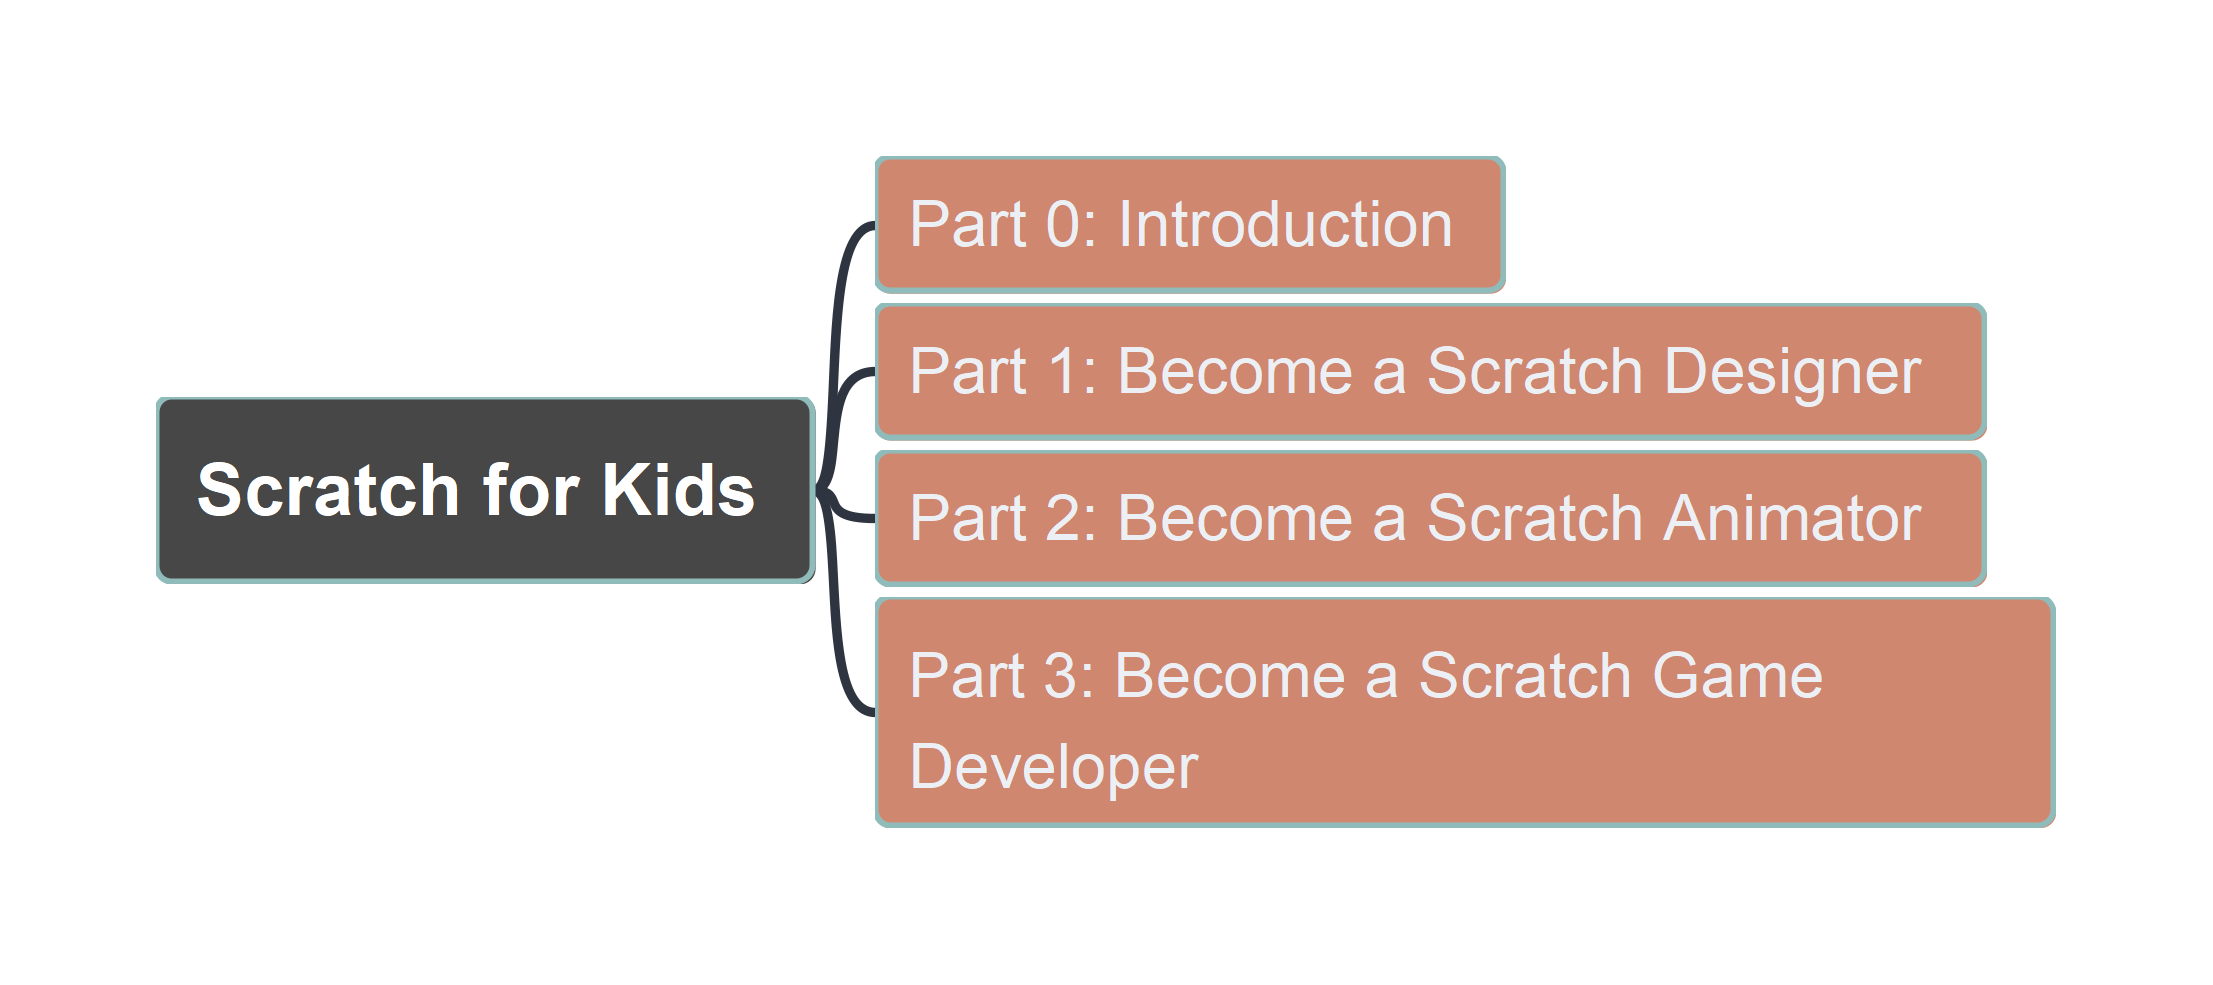 Scratch for Kids
Part 0: Introduction
Part 1: Become a Scratch Designer
Part 2: Become a Scratch Animator
Part 3: Become a Scratch Game
Developer